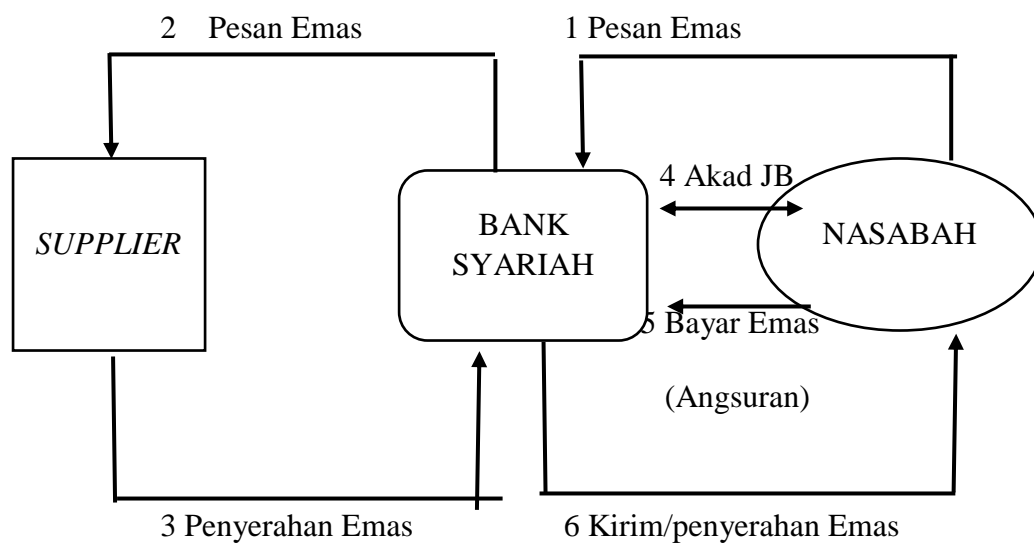 2 Pesan Emas
1 Pesan Emas
4 Akad JB
SUPPLIER
BANK
SYARIAH
NASABAH
5 Bayar Emas
(Angsuran)
3 Penyerahan Emas
6 Kirim/penyerahan Emas